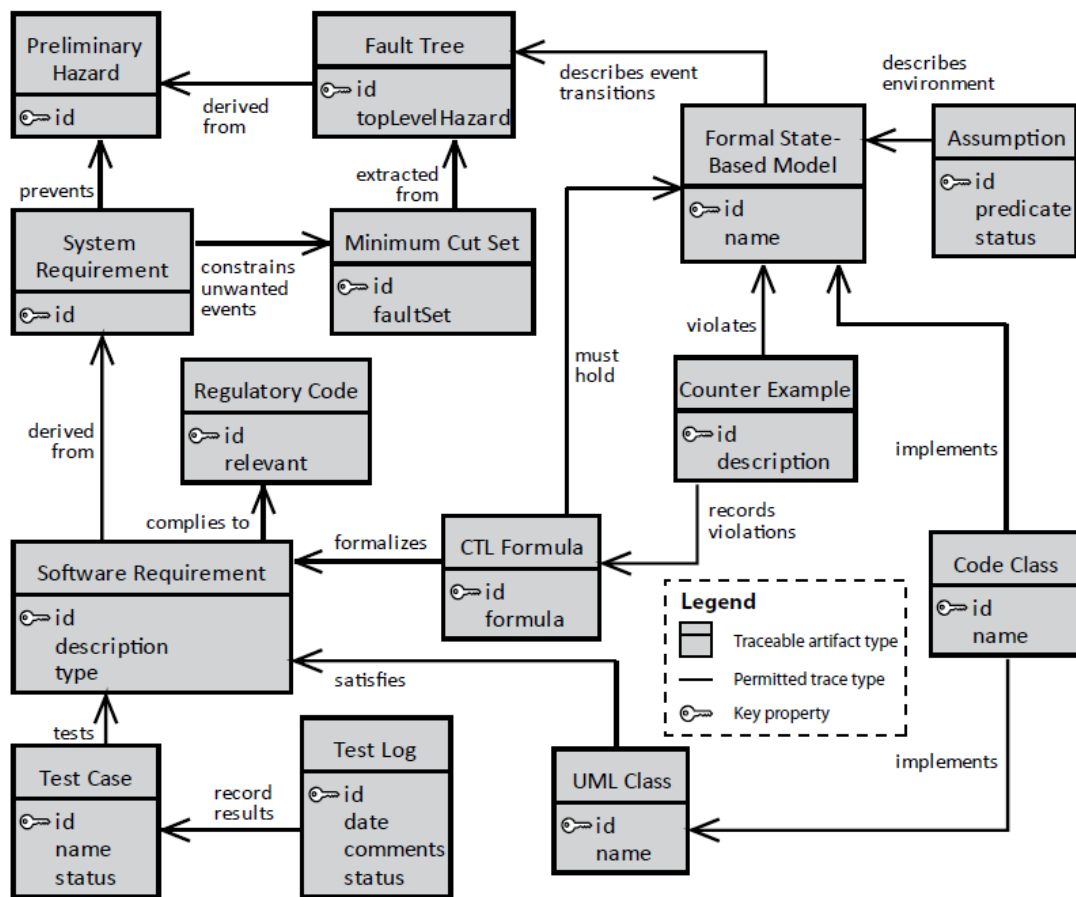 Preliminary
Hazard
id
derived
from
Fault Tree
id
topLevelHazard
describes event
transitions
describes
environment
Formal State-
Based Model
id
name
Assumption
id
predicate
status
prevents
extracted
from
System
Requirement
id
constrains
unwanted
events
Minimum Cut Set
id
faultSet
violates
must
hold
Regulatory Code
id
relevant
Counter Example
id
description
derived
from
implements
complies to
formalizes
records
violations
Software Requirement
id
description
type
CTL Formula
id
formula
Code Class
id
name
Legend
Traceable artifact type
Permitted trace type
Key property
satisfies
tests
Test Case
id
name
status
record
results
Test Log
id
date
comments
status
UML Class
id
name
implements